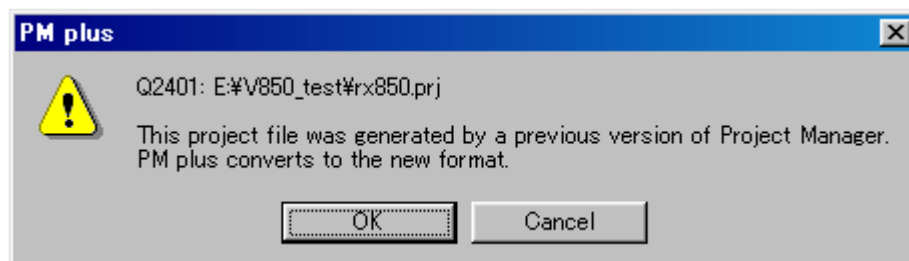 PM plus
Q2401: E:¥V850_test¥rx850.prj
This project file was generated by a previous version of Project Manager.
PM plus converts to the new format.
OK
Cancel